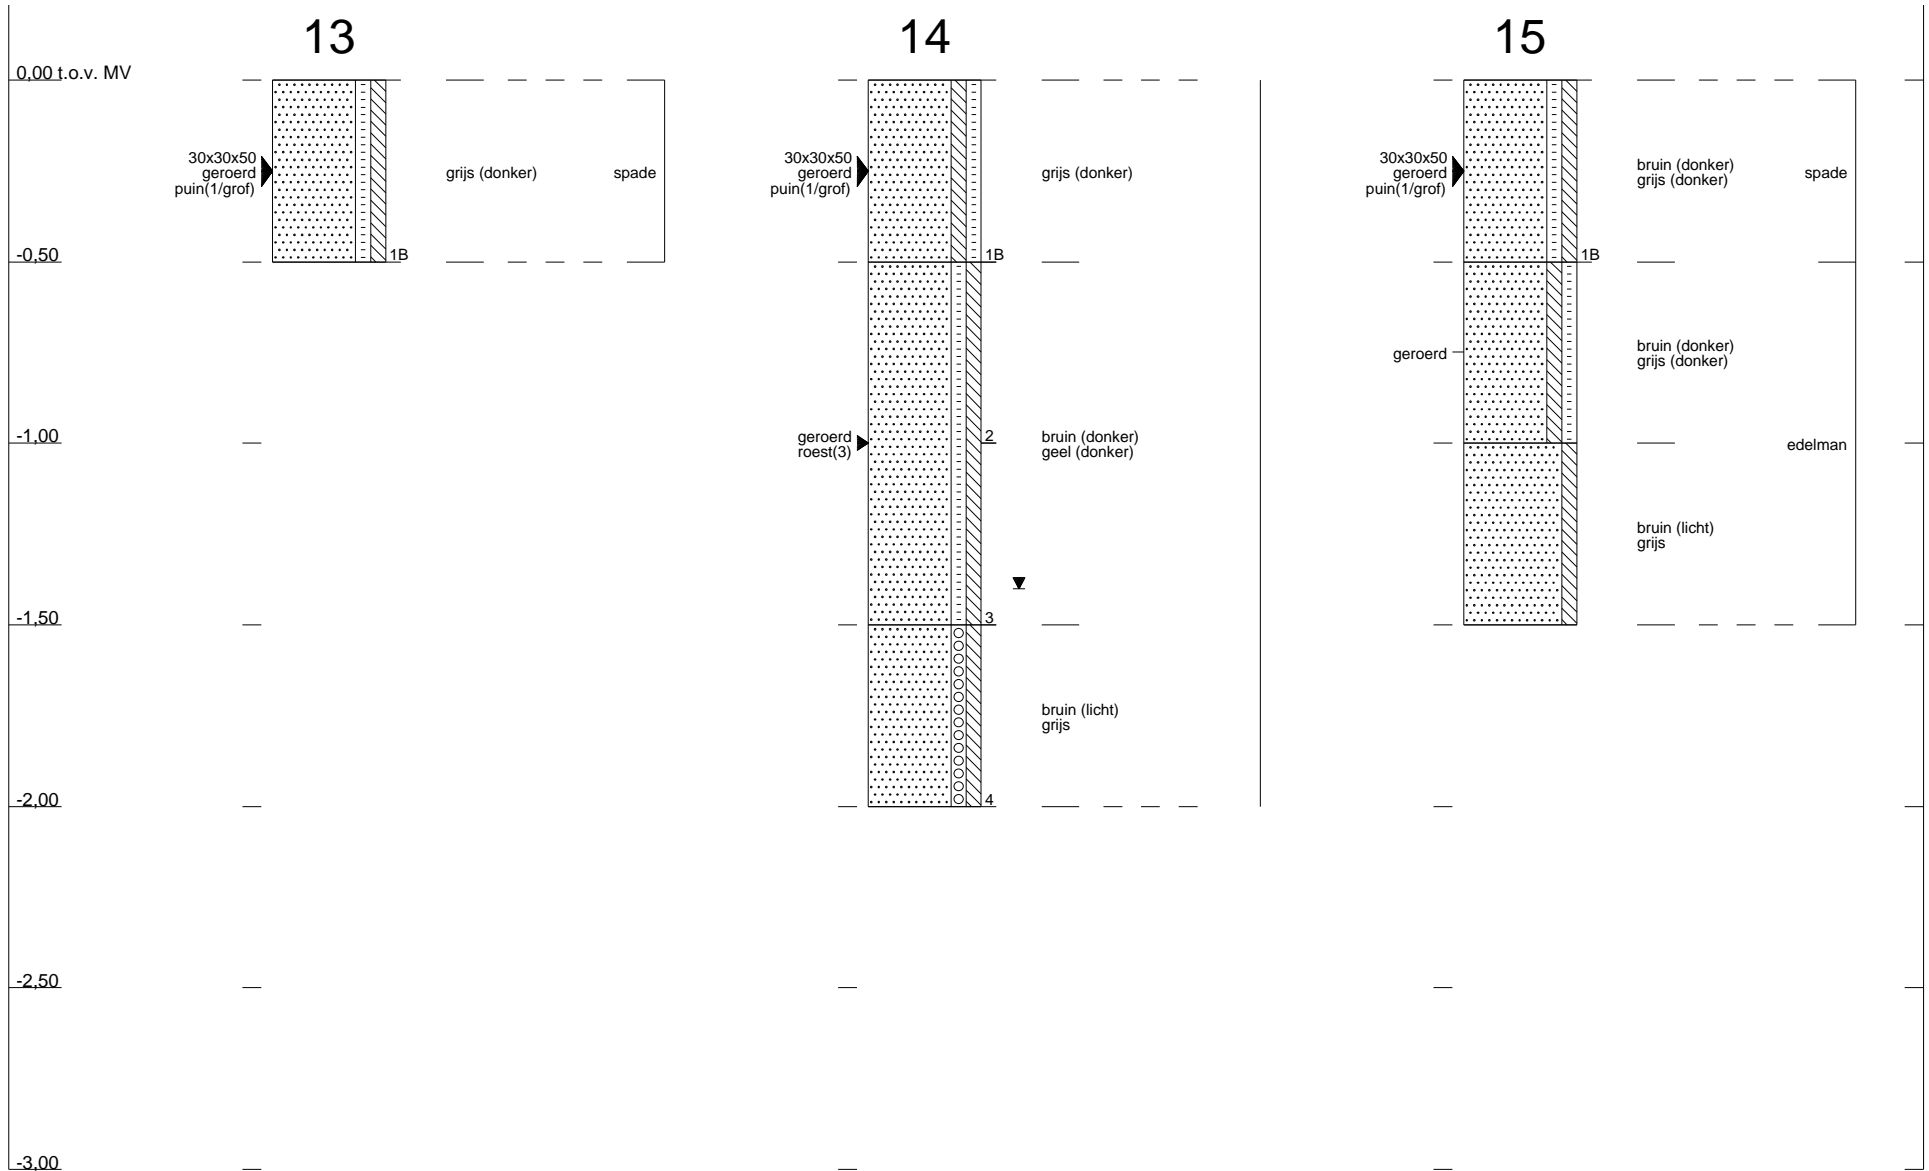 13
14
15
0,00 t.o.v. MV
30x30x50
geroerd
puin(1/grof)
grijs (donker)
spade
1B
30x30x50
geroerd
puin(1/grof)
grijs (donker)
1B
30x30x50
geroerd
puin(1/grof)
bruin (donker)
grijs (donker)
spade
1B
-0,50
geroerd
bruin (donker)
grijs (donker)
-1,00
geroerd
roest(3)
2
bruin (donker)
geel (donker)
edelman
bruin (licht)
grijs
-1,50
3
bruin (licht)
grijs
-2,00
4
-2,50
-3,00